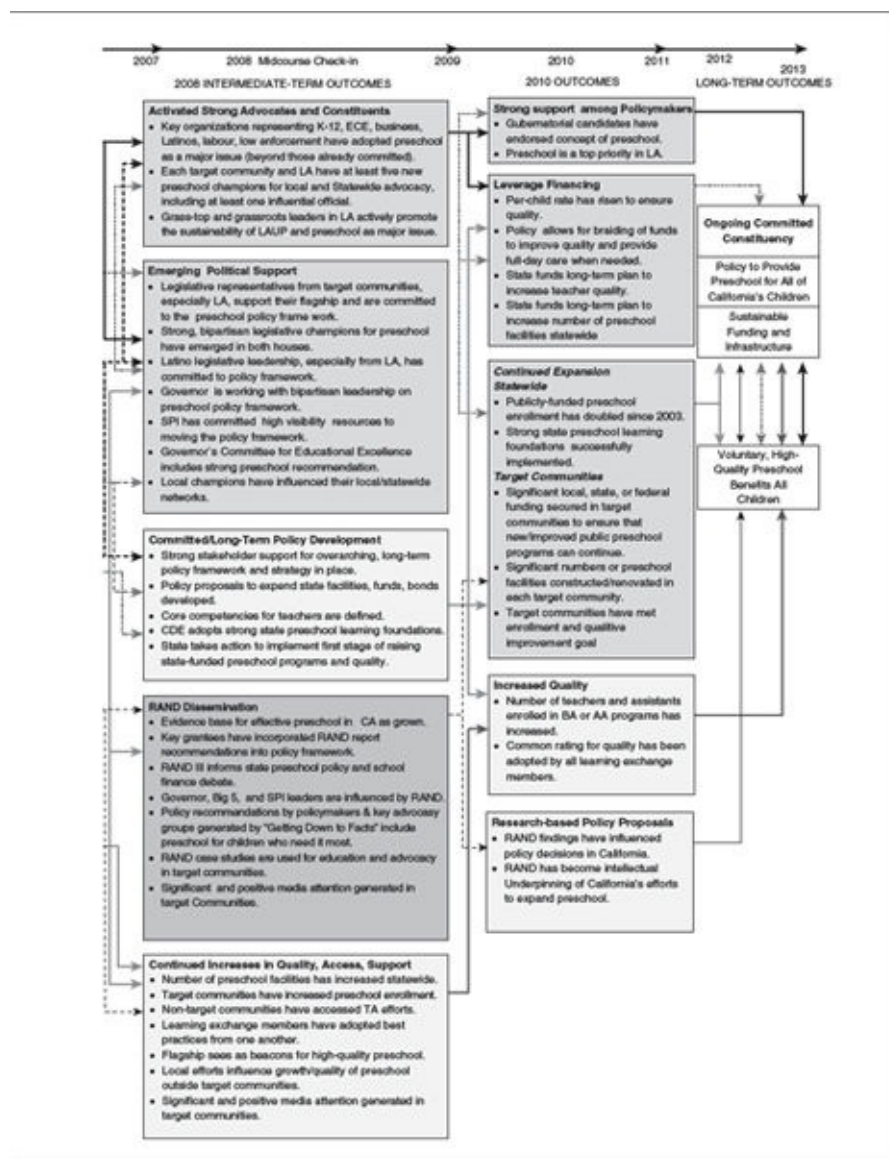 2007
2008 Midcourse Check-in
2009
2010
2011
2012
2013
2008 INTERMEDIATE-TERM OUTCOMES
2010 OUTCOMES
LONG-TERM OUTCOMES
Activated Strong Advocates and Constituents
• Key organizations representing K-12, ECE, business,
Latinos, labour, low enforcement have adopted preschool
as a major issue (beyond those already committed).
• Each target community and LA have at least five new
preschool champions for local and Statewide advocacy,
including at least one influential official.
• Grass-top and grassroots leaders in LA actively promote
the sustainability of LAUP and preschool as major issue.
Emerging Political Support
• Legislative representatives from target communities,
especially LA, support their flagship and are committed
to the preschool policy frame work.
• Strong, bipartisan legislative champions for preschool
have emerged in both houses.
• Latino legislative leadership, especially from LA, has
committed to policy framework.
• Governor is working with bipartisan leadership on
preschool policy framework.
• SPI has committed high visibility resources to
moving the policy framework.
• Governor's Committee for Educational Excellence
includes strong preschool recommendation.
• Local champions have influenced their local/statewide
networks.
Committed/Long-Term Policy Development
• Strong stakeholder support for overarching, long-term
policy framework and strategy in place.
• Policy proposals to expend state facilities, funds, bonds
developed.
• Core competencies for teachers are defined.
• CDE adopts strong state preschool learning foundations.
• State takes action to implement first stage of raising
state-funded preschool programs and quality.
RAND Dissemination
• Evidence base for effective preschool in CA as grown.
• Key grantees have incorporated RAND report
recommendations into policy framework.
• RAND III informs state preschool policy and school
finance debate.
• Governor, Big 5, and SPI leaders are influenced by RAND.
• Policy recommendations by policymakers & key advocasy
groups generated by "Getting Down to Facts" include
preschool for children who need it most.
• RAND case studies are used for education and advocacy
in target communities.
• Significant and positive media attention generated in
target Communities.
Continued Increases in Quality, Access, Support
• Number of preschool facilities has increased statewide.
• Target communities have increased preschool enrollment.
• Non-target communities have accessed TA efforts.
• Learning exchange members have adopted best
practices from one another.
• Flagship sees as beacons for high-quality preschool.
• Local efforts influence growth/quality of preschool
outside target communities.
• Significant and positive media attention generated in
target communities.
Strong support among Policymakers
• Gubernatorial candidates have
endorsed concept of preschool.
• Preschool is a top priority in LA.
Leverage Financing
• Per-child rate has risen to ensure
quality.
• Policy allows for braiding of funds
to improve quality and provide
full-day care when needed.
• State funds long-term plan to
increase teacher quality.
• State funds long-term plan to
increase number of preschool
facilities statewide
Continued Expansion
Statewide
• Publicly-funded preschool
enrollment has doubled since 2003.
• Strong state preschool learning
foundations successfully
implemented.
Target Communities
• Significant local, state, or federal
funding secured in target
communities to ensure that
new/improved public preschool
programs can continue.
• Significant numbers or preschool
facilities constructed/renovated in
each target community.
• Target communities have met
enrollment and qualitive
improvement goal
Increased Quality
• Number of teachers and assistants
enrolled in BA or AA programs has
increased.
• Common rating for quality has been
adopted by all learning exchange
members.
Research-based Policy Proposals
• RAND findings have influenced
policy decisions in California.
• RAND has become intellectual
Underpinning of California's efforts
to expand preschool.
Ongoing Committed
Constituency
Policy to Provide
Preschool for All of
California's Children
Sustainable
Funding and
Infrastructure
Voluntary, High-
Quality Preschool
Benefits All
Children